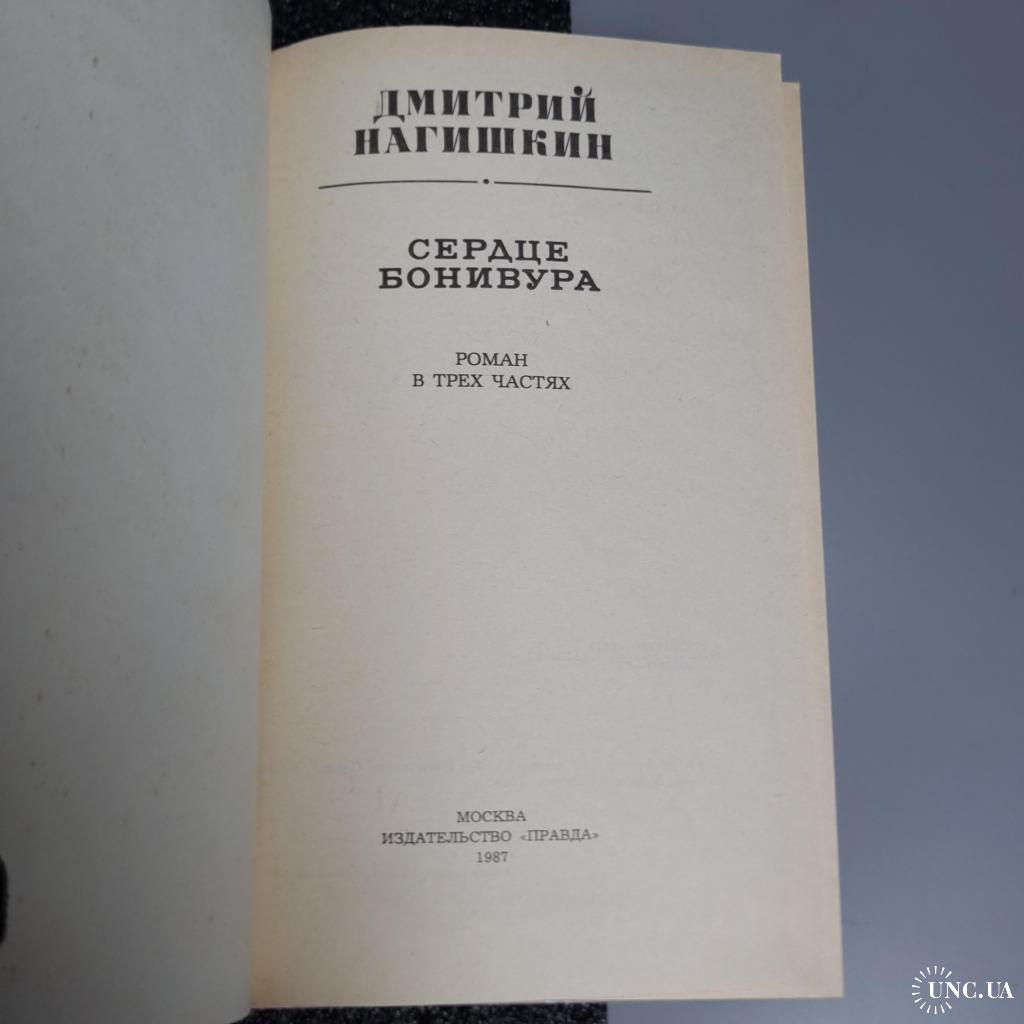 ДМИТРИЙ
НАГИШКИН
СЕРДЦЕ
БОНИВУРА
РОМАН
В ТРЕХ ЧАСТЯХ
МОСКВА
ИЗДАТЕЛЬСТВО «ПРАВДА»
1987
UNC.UA